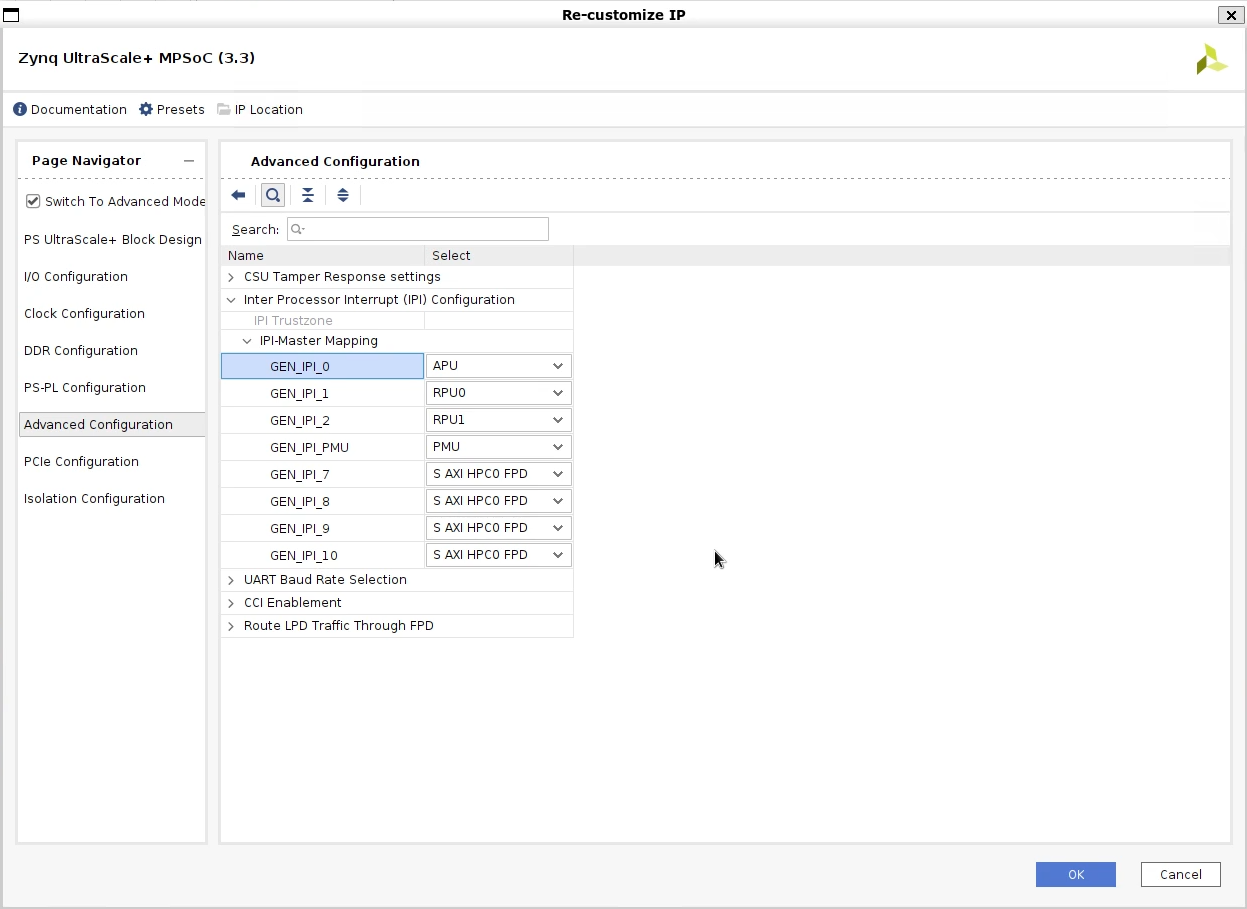 Re-customize IP
Zynq UltraScale+ MPSoC (3.3)
Documentation Presets IP Location
Page Navigator
Switch To Advanced Mode
PS UltraScale+ Block Design
I/O Configuration
Clock Configuration
DDR Configuration
PS-PL Configuration
Advanced Configuration
PCIe Configuration
Isolation Configuration
Advanced Configuration
Search:
Name Select
CSU Tamper Response settings
Inter Processor Interrupt (IPI) Configuration
IPI Trustzone
IPI-Master Mapping
GEN_IPI_0 APU
GEN_IPI_1 RPU0
GEN_IPI_2 RPU1
GEN_IPI_PMU PMU
GEN_IPI_7 S AXI HPC0 FPD
GEN_IPI_8 S AXI HPC0 FPD
GEN_IPI_9 S AXI HPC0 FPD
GEN_IPI_10 S AXI HPC0 FPD
UART Baud Rate Selection
CCI Enablement
Route LPD Traffic Through FPD
OK Cancel